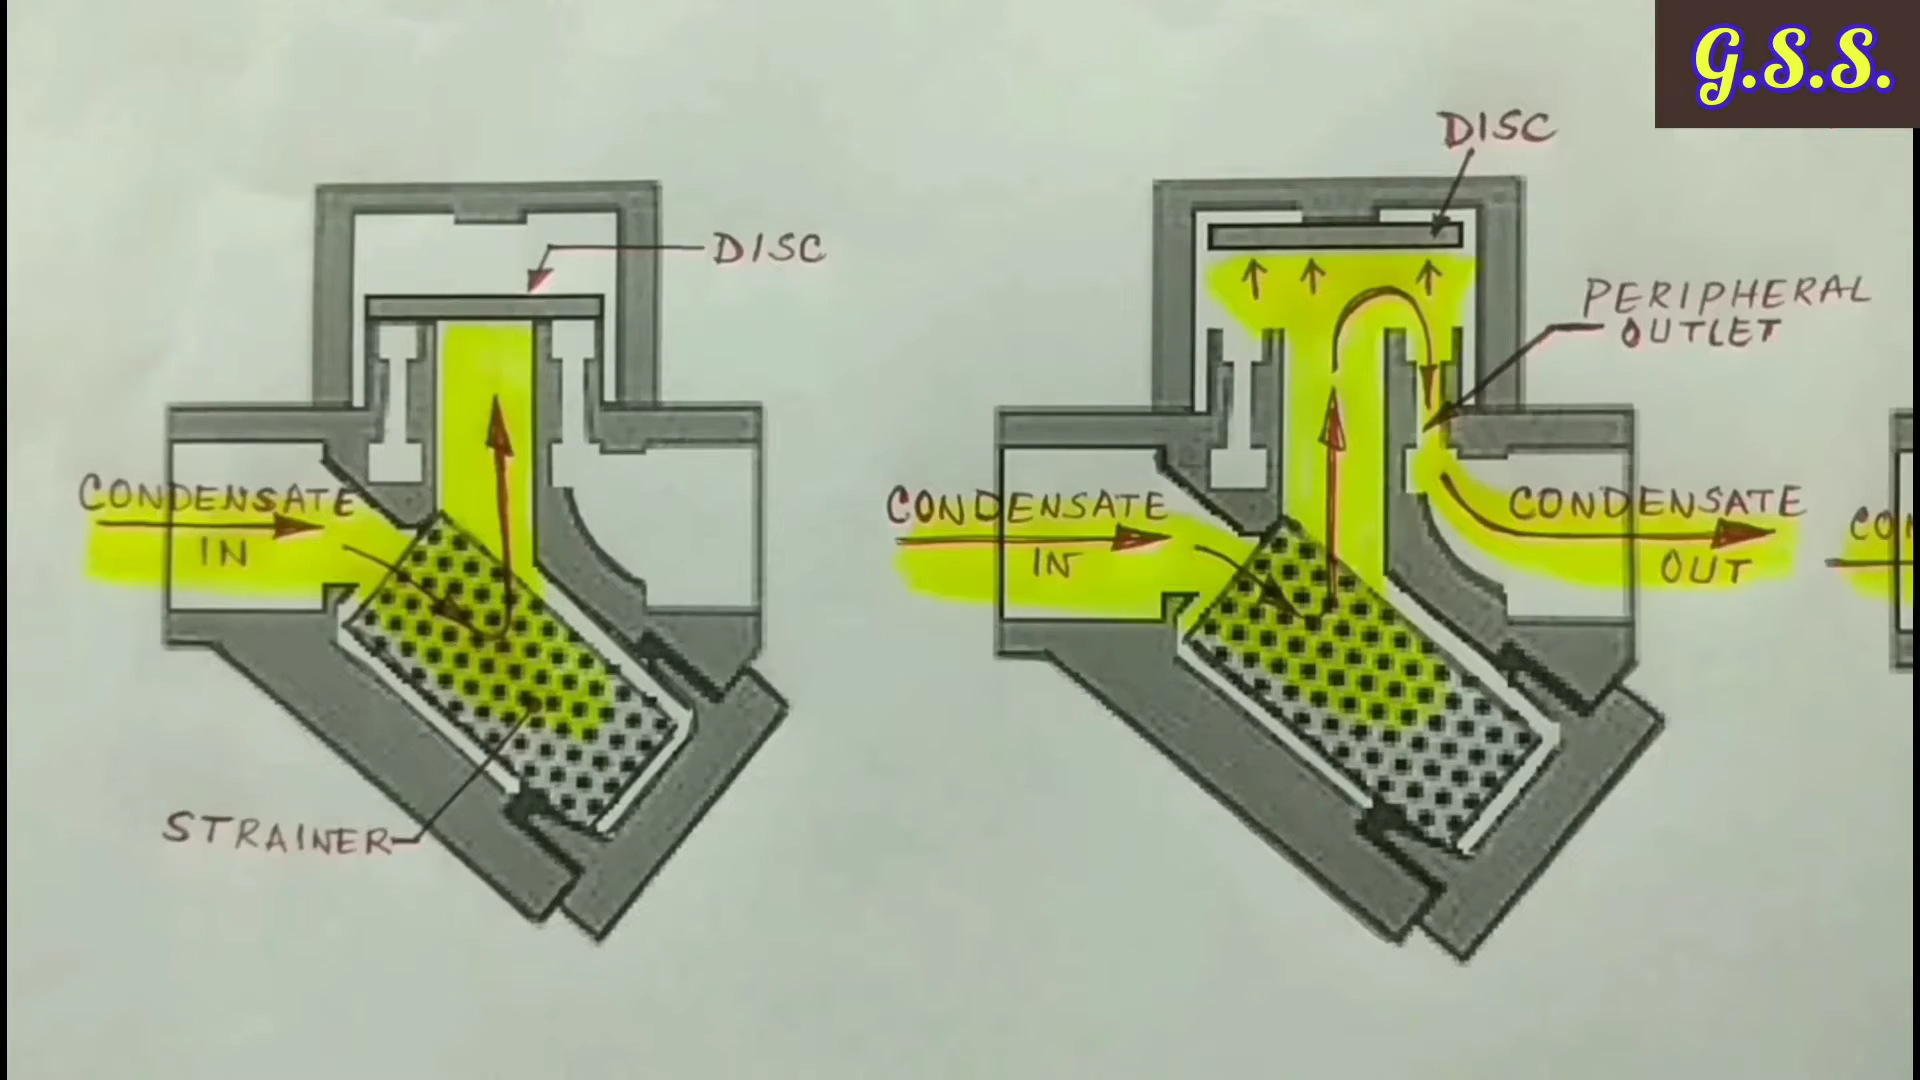 G.S.S.
DISC
DISC
PERIPHERAL
OUTLET
CONDENSATE
IN
STRAINER
CONDENSATE
IN
CONDENSATE
OUT